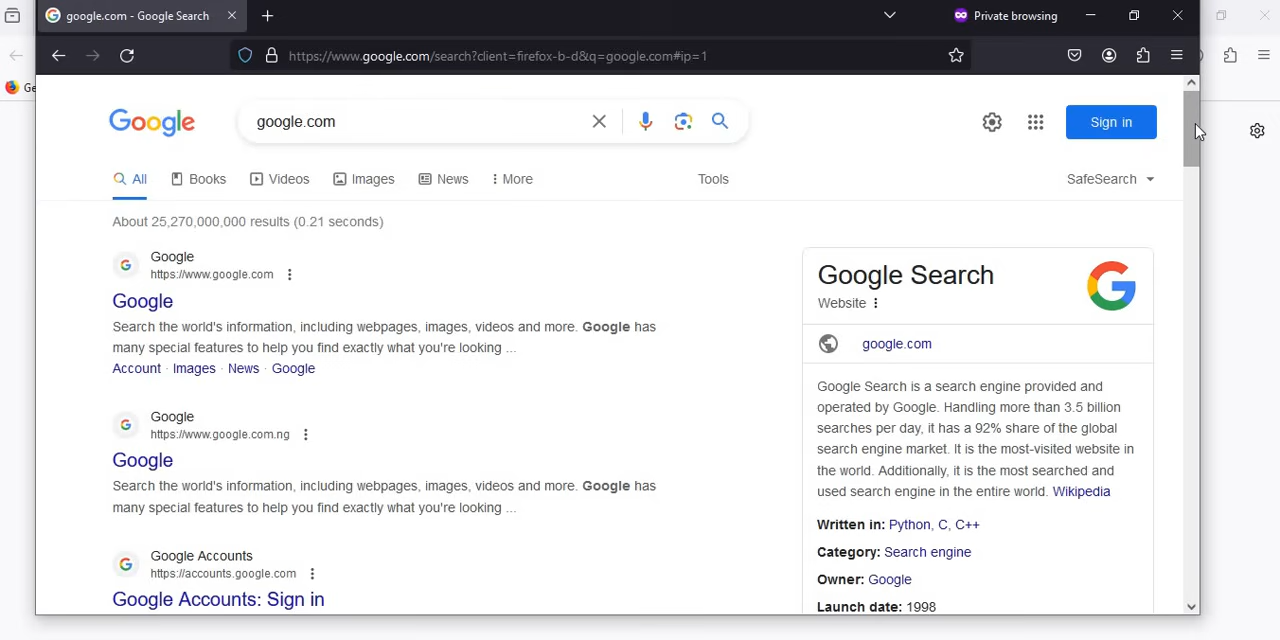 google.com - Google Search
Private browsing
https://www.google.com/search?client=firefox-b-d&q=google.com#ip=1
Ge
Google
google.com
Sign in
All
Books
Videos
Images
News
More
Tools
SafeSearch
About 25,270,000,000 results (0.21 seconds)
Google
https://www.google.com
Google
Search the world's information, including webpages, images, videos and more. Google has
many special features to help you find exactly what you're looking ...
Account · Images · News · Google
Google
https://www.google.com.ng
Google
Search the world's information, including webpages, images, videos and more. Google has
many special features to help you find exactly what you're looking ...
Google Accounts
https://accounts.google.com
Google Accounts: Sign in
Google Search
Website
G
google.com
Google Search is a search engine provided and
operated by Google. Handling more than 3.5 billion
searches per day, it has a 92% share of the global
search engine market. It is the most-visited website in
the world. Additionally, it is the most searched and
used search engine in the entire world. Wikipedia
Written in: Python, C, C++
Category: Search engine
Owner: Google
Launch date: 1998